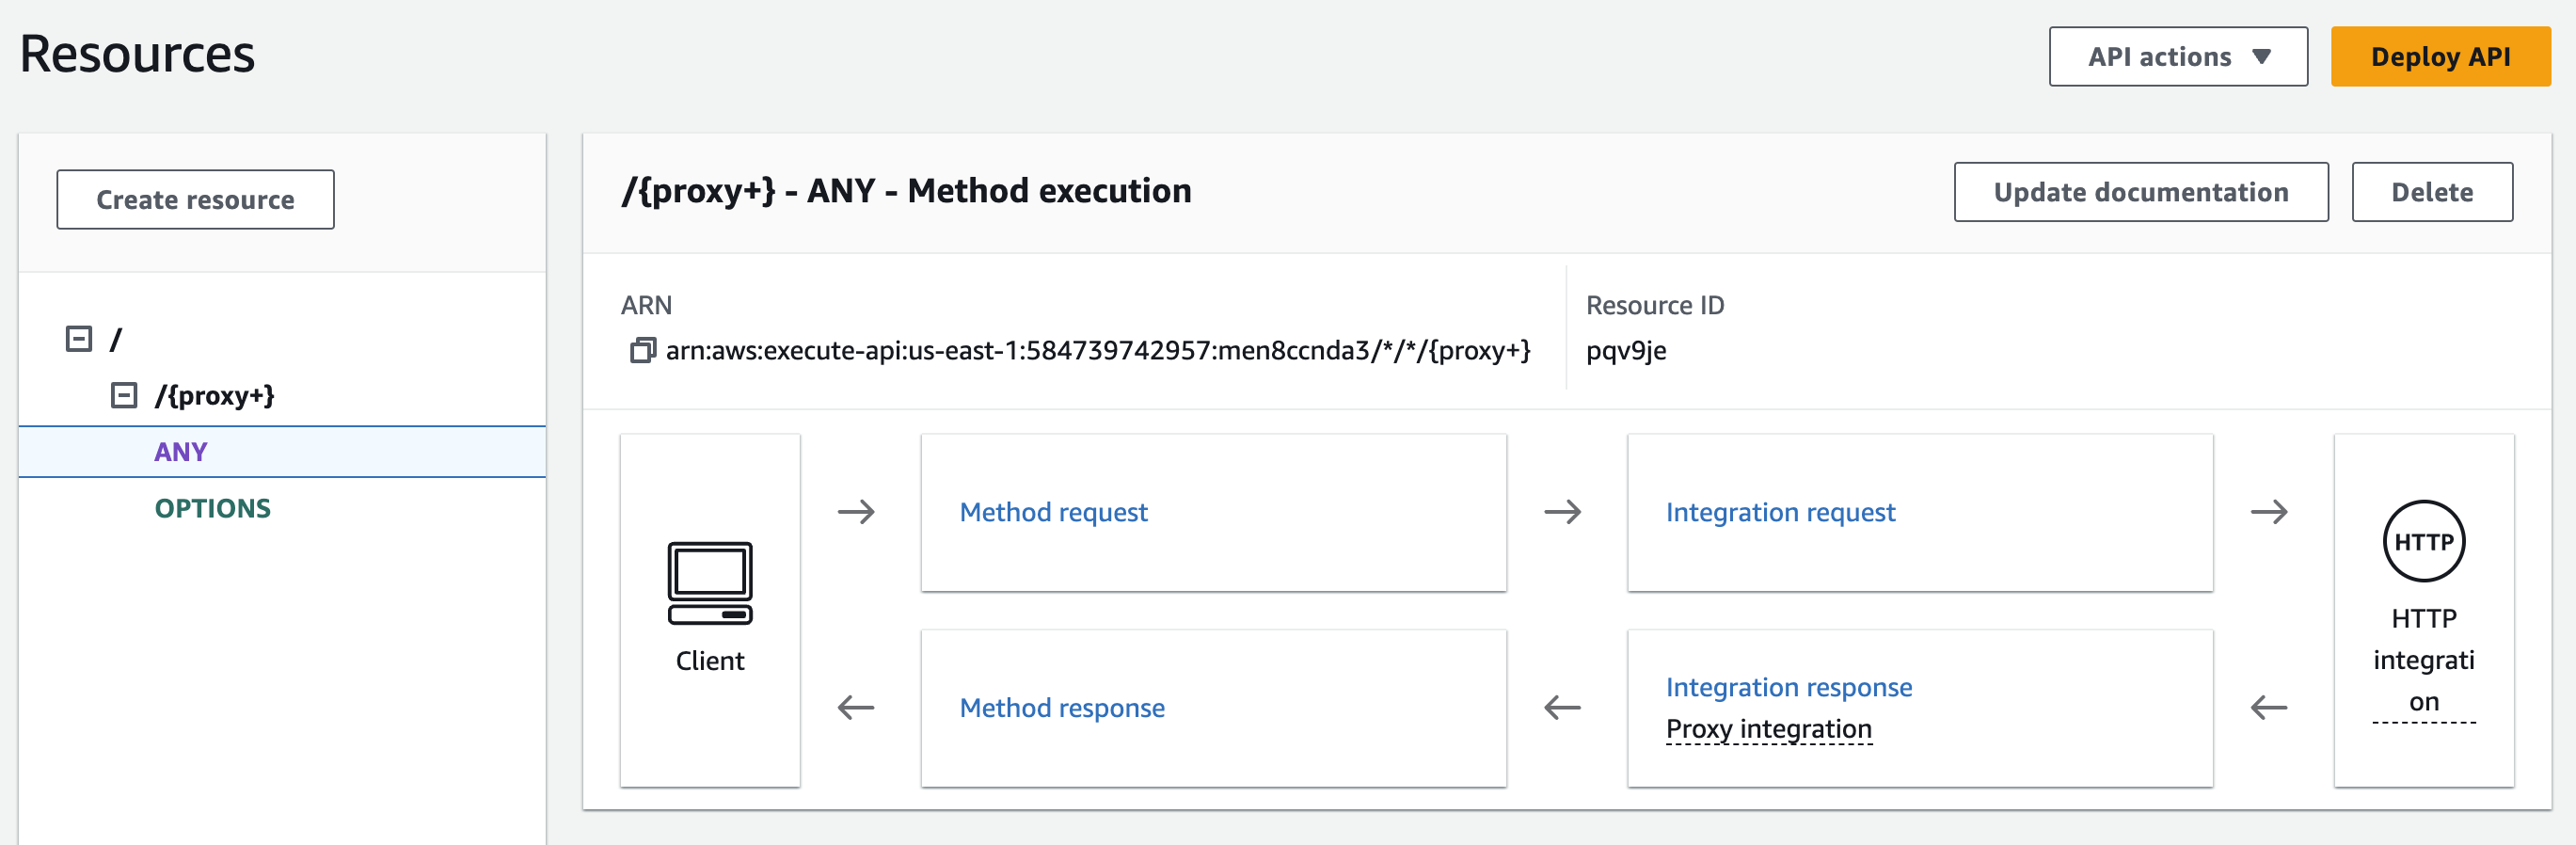 Resources
API actions
Deploy API
Create resource
/
/{proxy+}
ANY
OPTIONS
/{proxy+} - ANY - Method execution
Update documentation
Delete
ARN
arn:aws:execute-api:us-east-1:584739742957:men8ccnda3/*/*/{proxy+}
Resource ID
pqv9je
Client
Method request
Integration request
Method response
Integration response
Proxy integration
HTTP
HTTP
integrati
on